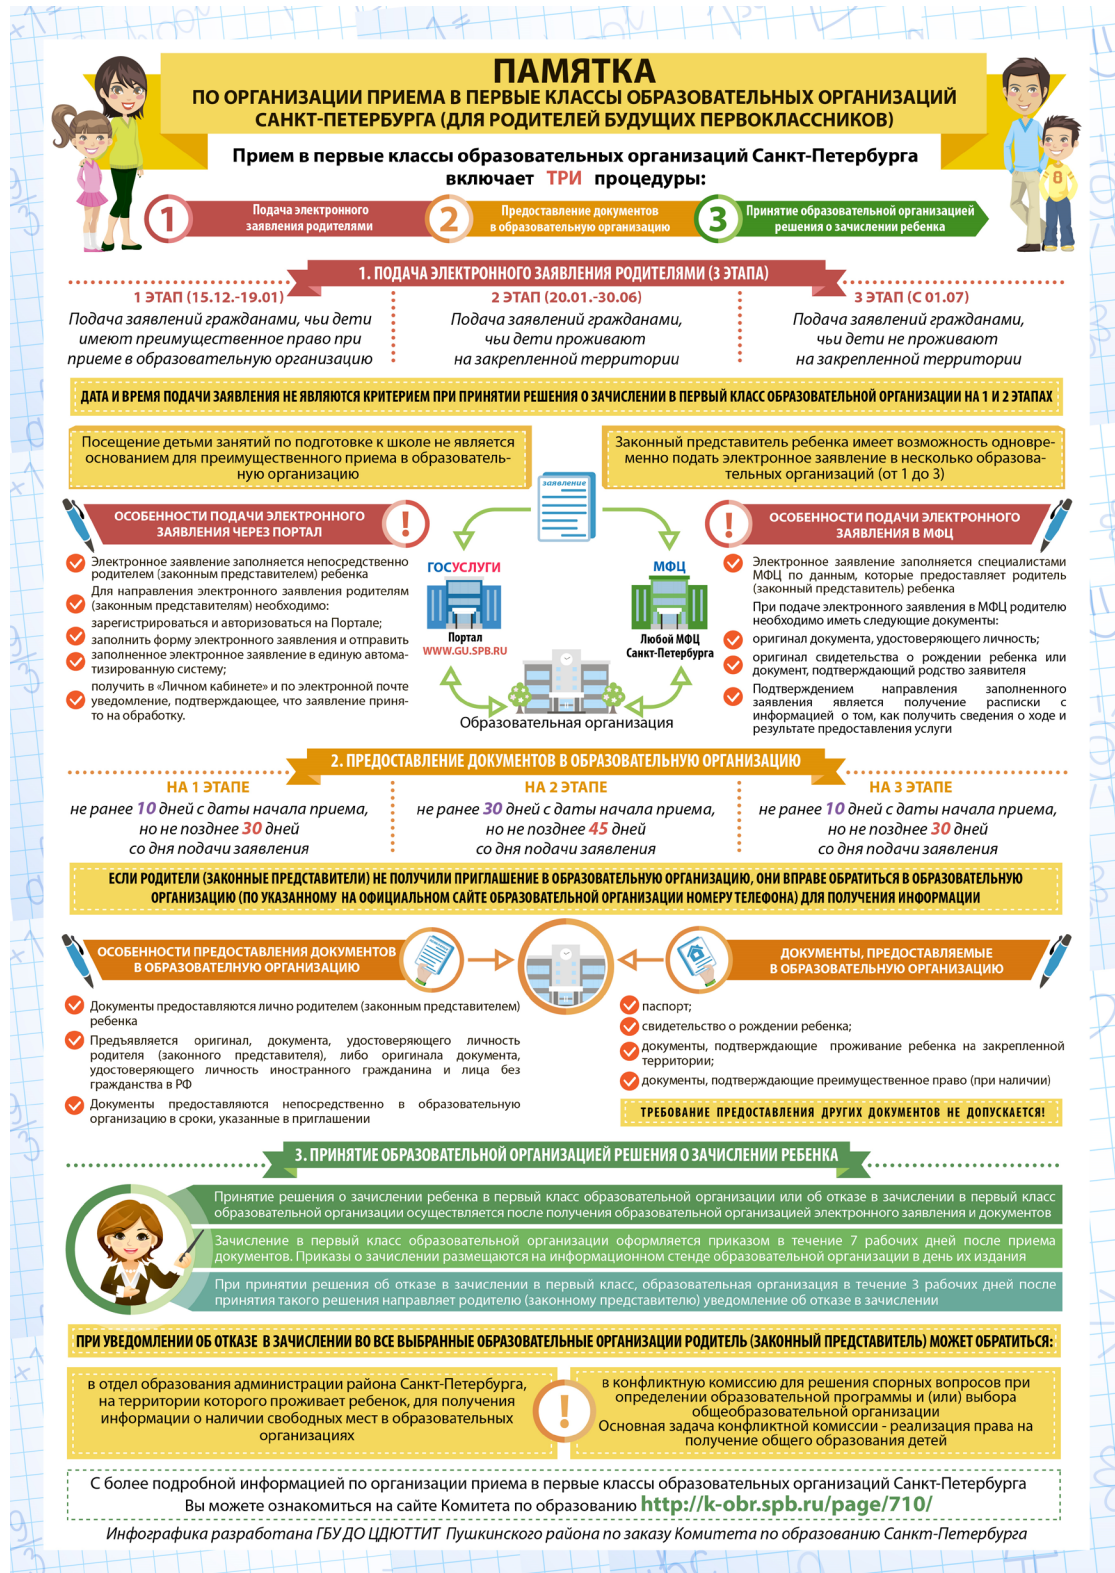 ПАМЯТКА
ПО ОРГАНИЗАЦИИ ПРИЕМА В ПЕРВЫЕ КЛАССЫ ОБРАЗОВАТЕЛЬНЫХ ОРГАНИЗАЦИЙ
САНКТ-ПЕТЕРБУРГА (ДЛЯ РОДИТЕЛЕЙ БУДУЩИХ ПЕРВОКЛАССНИКОВ)
Прием в первые классы образовательных организаций Санкт-Петербурга
включает ТРИ процедуры:
8
1
Подача электронного
заявления родителями
2
Предоставление документов
в образовательную организацию
3
Принятие образовательной организацией
решения о зачислении ребенка
1. ПОДАЧА ЭЛЕКТРОННОГО ЗАЯВЛЕНИЯ РОДИТЕЛЯМИ (3 ЭТАПА)
1 ЭТАП (15.12.-19.01)
Подача заявлений гражданами, чьи дети
имеют преимущественное право при
приеме в образовательную организацию
2 ЭТАП (20.01.-30.06)
Подача заявлений гражданами,
чьи дети проживают
на закрепленной территории
3 ЭТАП (С 01.07)
Подача заявлений гражданами,
чьи дети не проживают
на закрепленной территории
ДАТА И ВРЕМЯ ПОДАЧИ ЗАЯВЛЕНИЯ НЕ ЯВЛЯЮТСЯ КРИТЕРИЕМ ПРИ ПРИНЯТИИ РЕШЕНИЯ О ЗАЧИСЛЕНИИ В ПЕРВЫЙ КЛАСС ОБРАЗОВАТЕЛЬНОЙ ОРГАНИЗАЦИИ НА 1 И 2 ЭТАПАХ
Посещение детьми занятий по подготовке к школе не является
основанием для преимущественного приема в образователь-
ную организацию
Законный представитель ребенка имеет возможность одновре-
менно подать электронное заявление в несколько образова-
тельных организаций (от 1 до 3)
заявление
ОСОБЕННОСТИ ПОДАЧИ ЭЛЕКТРОННОГО
ЗАЯВЛЕНИЯ ЧЕРЕЗ ПОРТАЛ
!
Электронное заявление заполняется непосредственно
родителем (законным представителем) ребенка
Для направления электронного заявления родителям
(законным представителям) необходимо:
зарегистрироваться и авторизоваться на Портале;
заполнить форму электронного заявления и отправить
заполненное электронное заявление в единую автома-
тизированную систему;
получить в «Личном кабинете» и по электронной почте
уведомление, подтверждающее, что заявление приня-
то на обработку.
ГОСУСЛУГИ
Портал
WWW.GU.SPB.RU
МФЦ
Любой МФЦ
Санкт-Петербурга
Образовательная организация
!
ОСОБЕННОСТИ ПОДАЧИ ЭЛЕКТРОННОГО
ЗАЯВЛЕНИЯ В МФЦ
Электронное заявление заполняется специалистами
МФЦ по данным, которые предоставляет родитель
(законный представитель) ребенка
При подаче электронного заявления в МФЦ родителю
необходимо иметь следующие документы:
оригинал документа, удостоверяющего личность;
оригинал свидетельства о рождении ребенка или
документ, подтверждающий родство заявителя
Подтверждением направления заполненного
заявления является получение расписки с
информацией о том, как получить сведения о ходе и
результате предоставления услуги
2. ПРЕДОСТАВЛЕНИЕ ДОКУМЕНТОВ В ОБРАЗОВАТЕЛЬНУЮ ОРГАНИЗАЦИЮ
НА 1 ЭТАПЕ
не ранее 10 дней с даты начала приема,
но не позднее 30 дней
со дня подачи заявления
НА 2 ЭТАПЕ
не ранее 30 дней с даты начала приема,
но не позднее 45 дней
со дня подачи заявления
НА 3 ЭТАПЕ
не ранее 10 дней с даты начала приема,
но не позднее 30 дней
со дня подачи заявления
ЕСЛИ РОДИТЕЛИ (ЗАКОННЫЕ ПРЕДСТАВИТЕЛИ) НЕ ПОЛУЧИЛИ ПРИГЛАШЕНИЕ В ОБРАЗОВАТЕЛЬНУЮ ОРГАНИЗАЦИЮ, ОНИ ВПРАВЕ ОБРАТИТЬСЯ В ОБРАЗОВАТЕЛЬНУЮ
ОРГАНИЗАЦИЮ (ПО УКАЗАННОМУ НА ОФИЦИАЛЬНОМ САЙТЕ ОБРАЗОВАТЕЛЬНОЙ ОРГАНИЗАЦИИ НОМЕРУ ТЕЛЕФОНА) ДЛЯ ПОЛУЧЕНИЯ ИНФОРМАЦИИ
ОСОБЕННОСТИ ПРЕДОСТАВЛЕНИЯ ДОКУМЕНТОВ
В ОБРАЗОВАТЕЛНУЮ ОРГАНИЗАЦИЮ
Документы предоставляются лично родителем (законным представителем)
ребенка
Предъявляется оригинал, документа, удостоверяющего личность
родителя (законного представителя), либо оригинала документа,
удостоверяющего личность иностранного гражданина и лица без
гражданства в РФ
Документы предоставляются непосредственно в образовательную
организацию в сроки, указанные в приглашении
ДОКУМЕНТЫ, ПРЕДОСТАВЛЯЕМЫЕ
В ОБРАЗОВАТЕЛЬНУЮ ОРГАНИЗАЦИЮ
паспорт;
свидетельство о рождении ребенка;
документы, подтверждающие проживание ребенка на закрепленной
территории;
документы, подтверждающие преимущественное право (при наличии)
ТРЕБОВАНИЕ ПРЕДОСТАВЛЕНИЯ ДРУГИХ ДОКУМЕНТОВ НЕ ДОПУСКАЕТСЯ!
3. ПРИНЯТИЕ ОБРАЗОВАТЕЛЬНОЙ ОРГАНИЗАЦИЕЙ РЕШЕНИЯ О ЗАЧИСЛЕНИИ РЕБЕНКА
Принятие решения о зачислении ребенка в первый класс образовательной организации или об отказе в зачислении в первый класс
образовательной организации осуществляется после получения образовательной организацией электронного заявления и документов
Зачисление в первый класс образовательной организации оформляется приказом в течение 7 рабочих дней после приема
документов. Приказы о зачислении размещаются на информационном стенде образовательной организации в день их издания
При принятии решения об отказе в зачислении в первый класс, образовательная организация в течение 3 рабочих дней после
принятия такого решения направляет родителю (законному представителю) уведомление об отказе в зачислении
ПРИ УВЕДОМЛЕНИИ ОБ ОТКАЗЕ В ЗАЧИСЛЕНИИ ВО ВСЕ ВЫБРАННЫЕ ОБРАЗОВАТЕЛЬНЫЕ ОРГАНИЗАЦИИ РОДИТЕЛЬ (ЗАКОННЫЙ ПРЕДСТАВИТЕЛЬ) МОЖЕТ ОБРАТИТЬСЯ:
в отдел образования администрации района Санкт-Петербурга,
на территории которого проживает ребенок, для получения
информации о наличии свободных мест в образовательных
организациях
!
в конфликтную комиссию для решения спорных вопросов при
определении образовательной программы и (или) выбора
общеобразовательной организации
Основная задача конфликтной комиссии - реализация права на
получение общего образования детей
С более подробной информацией по организации приема в первые классы образовательных организаций Санкт-Петербурга
Вы можете ознакомиться на сайте Комитета по образованию http://k-obr.spb.ru/page/710/
Инфографика разработана ГБУ ДО ЦДЮТТИТ Пушкинского района по заказу Комитета по образованию Санкт-Петербурга